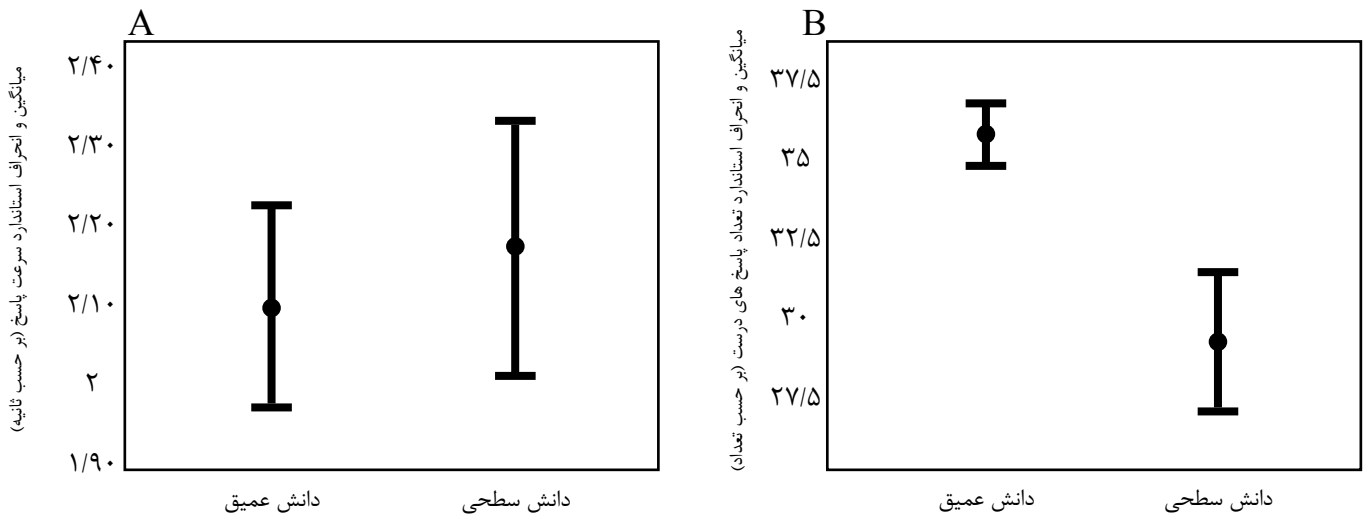 A
میانگین و انحراف استاندارد سرعت پاسخ (بر حسب ثانیه)
۲/۴۰
۲/۳۰
۲/۲۰
۲/۱۰
۲
۱/۹۰
دانش عمیق
دانش سطحی
B
میانگین و انحراف استاندارد تعداد پاسخ های درست (بر حسب تعداد)
۳۷/۵
۳۵
۳۲/۵
۳۰
۲۷/۵
دانش عمیق
دانش سطحی